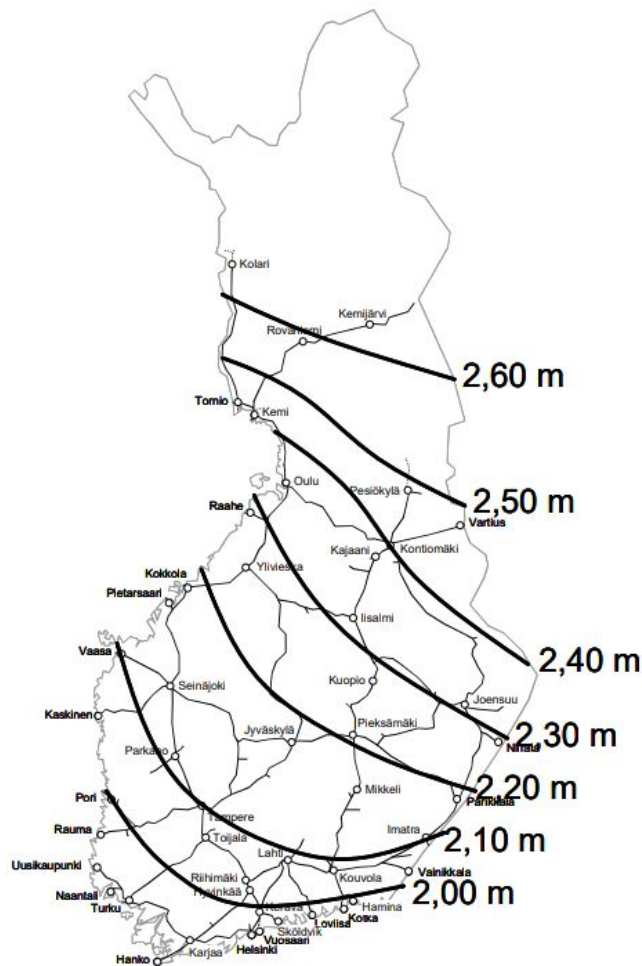 Kolari
Kemijärvi
Rovaniemi
2,60 m
Tornio
Kemi
Oulu
Pesiökylä
2,50 m
Raahe
Vartius
Kajaani
Kontiomäki
Ylivieska
Kokkola
Pietarsaari
Iisalmi
Vaasa
2,40 m
Seinäjoki
Kuopio
Joensuu
Kaskinen
2,30 m
Jyväskylä
Pieksämäki
Niirala
Parkano
Mikkeli
2,20 m
Pori
Parikkala
Tampere
Rauma
Toijala
Imatra
2,10 m
Lahti
Uusikaupunki
Riihimäki
Kouvola
Vainikkala
Naantali
Hyvinkää
2,00 m
Turku
Kerava
Hamina
Loviisa
Kotka
Sköldvik
Vuosaari
Helsinki
Karjaa
Hanko